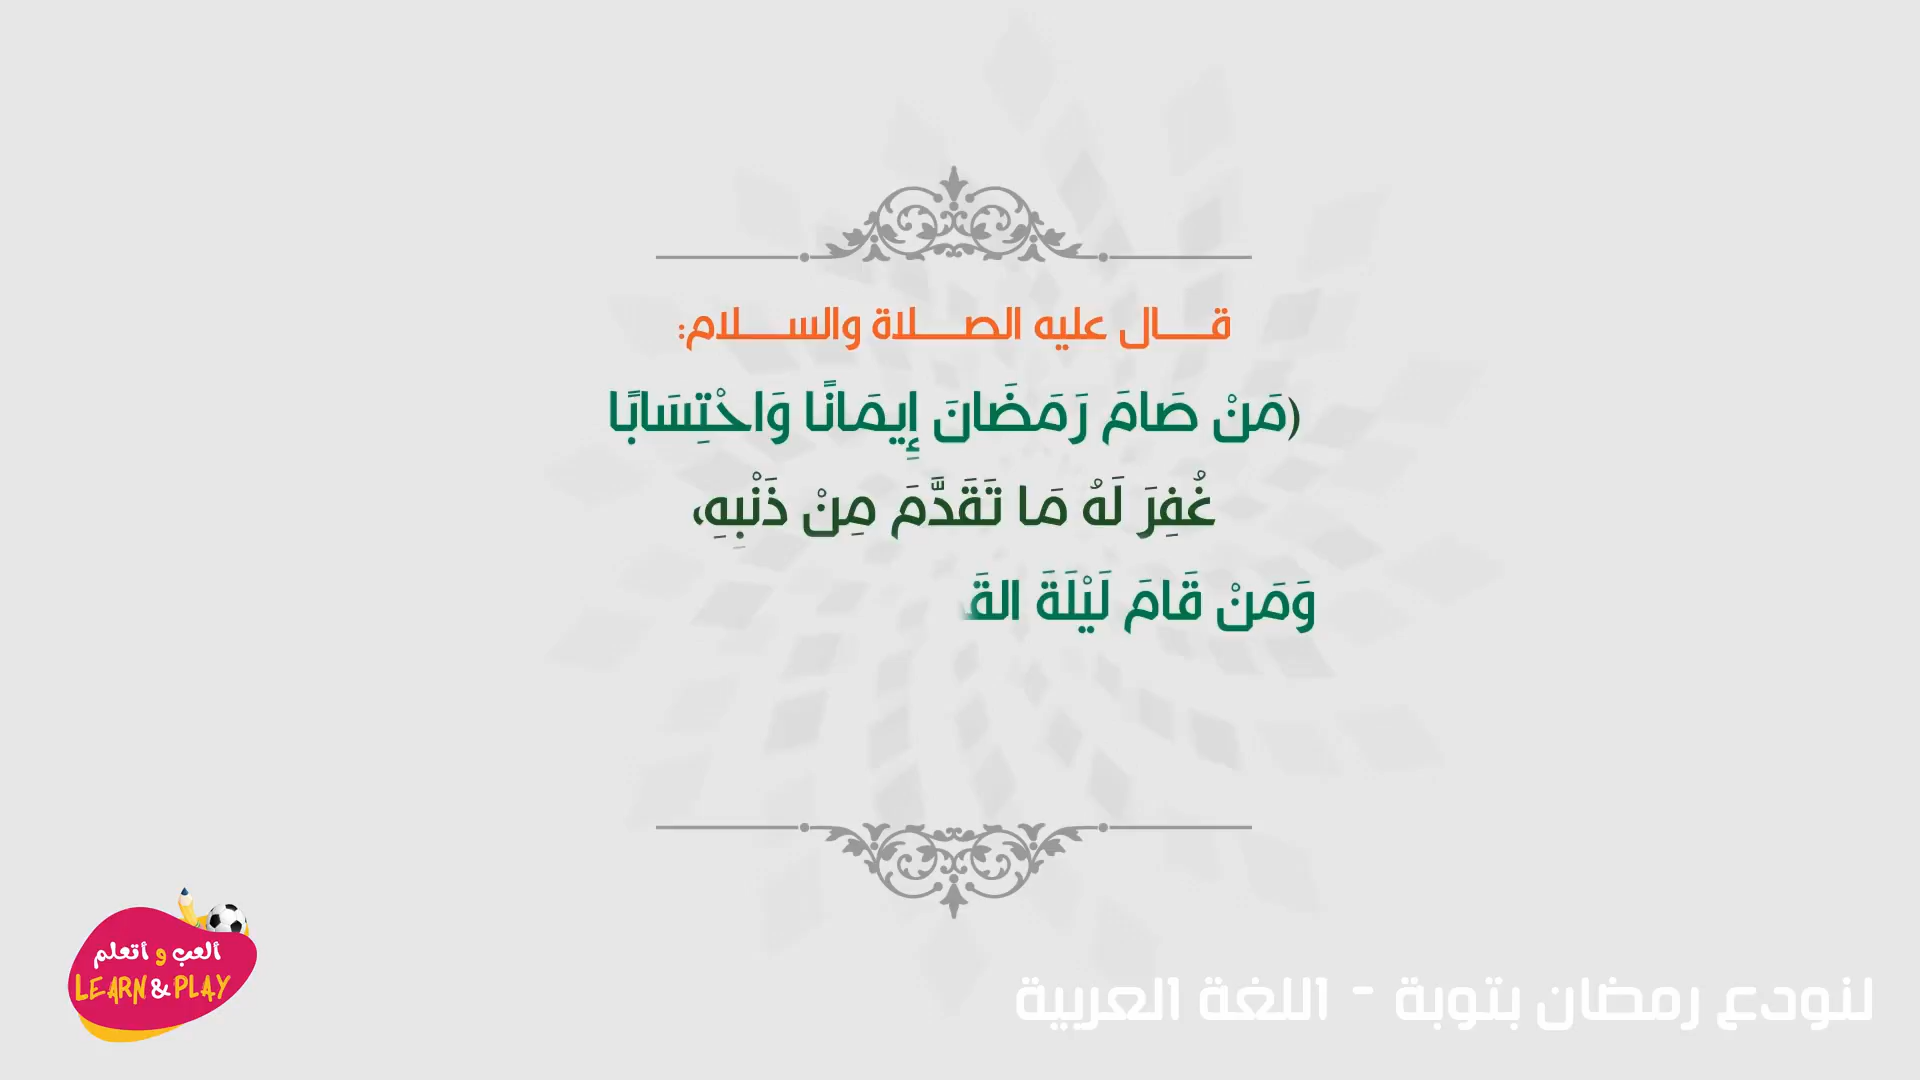 قـــال عليه الصـــلاة والســـلام:
(مَنْ صَامَ رَمَضَانَ إِيمَانًا وَاحْتِسَابًا
غُفِرَ لَهُ مَا تَقَدَّمَ مِنْ ذَنْبِهِ،
وَمَنْ قَامَ لَيْلَةَ
ألعب و أتعلم
LEARN & PLAY
لنودع رمضان بتوبة - اللغة العربية